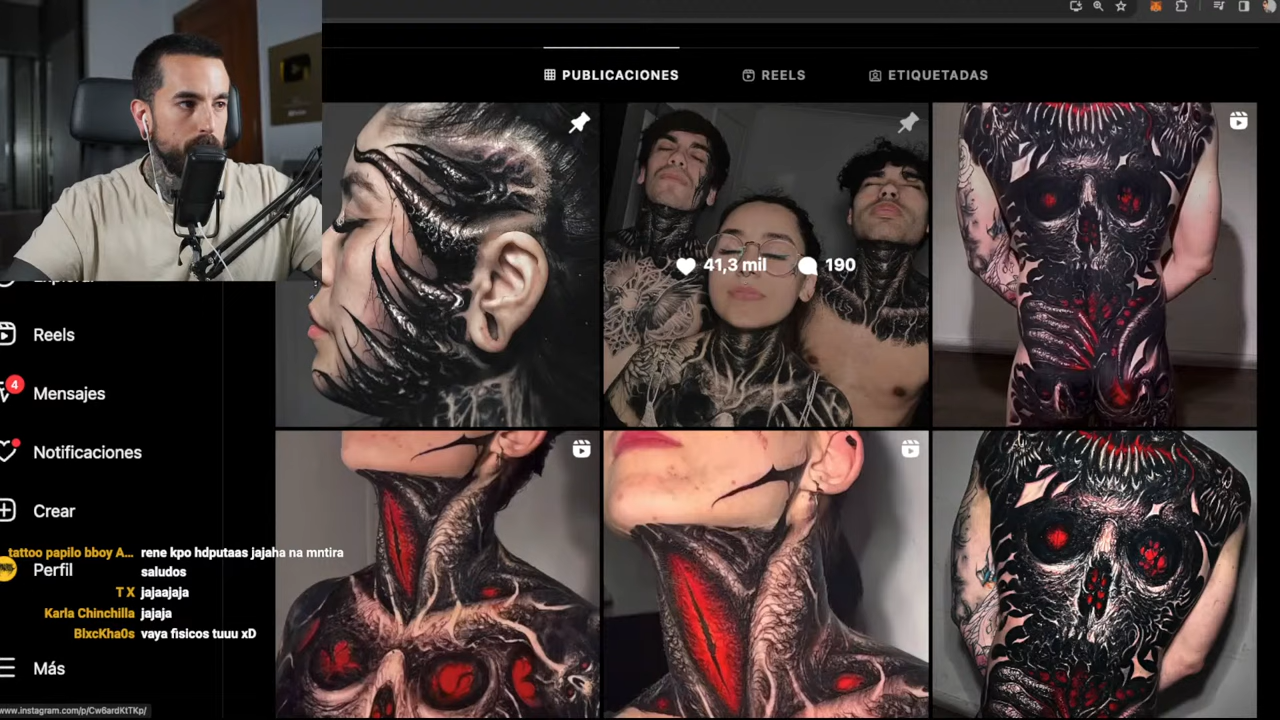 PUBLICACIONES
REELS
ETIQUETADAS
41,3 mil
190
Reels
4
Mensajes
Notificaciones
Crear
tattoo papilo bboy A... rene kpo hdputaas jajaha na mntira
saludos
Perfil
T X jajaajaja
Karla Chinchilla jajaja
BlxcKha0s vaya fisicos tuuu xD
Más
www.instagram.com/p/Cw6ardKtTKp/